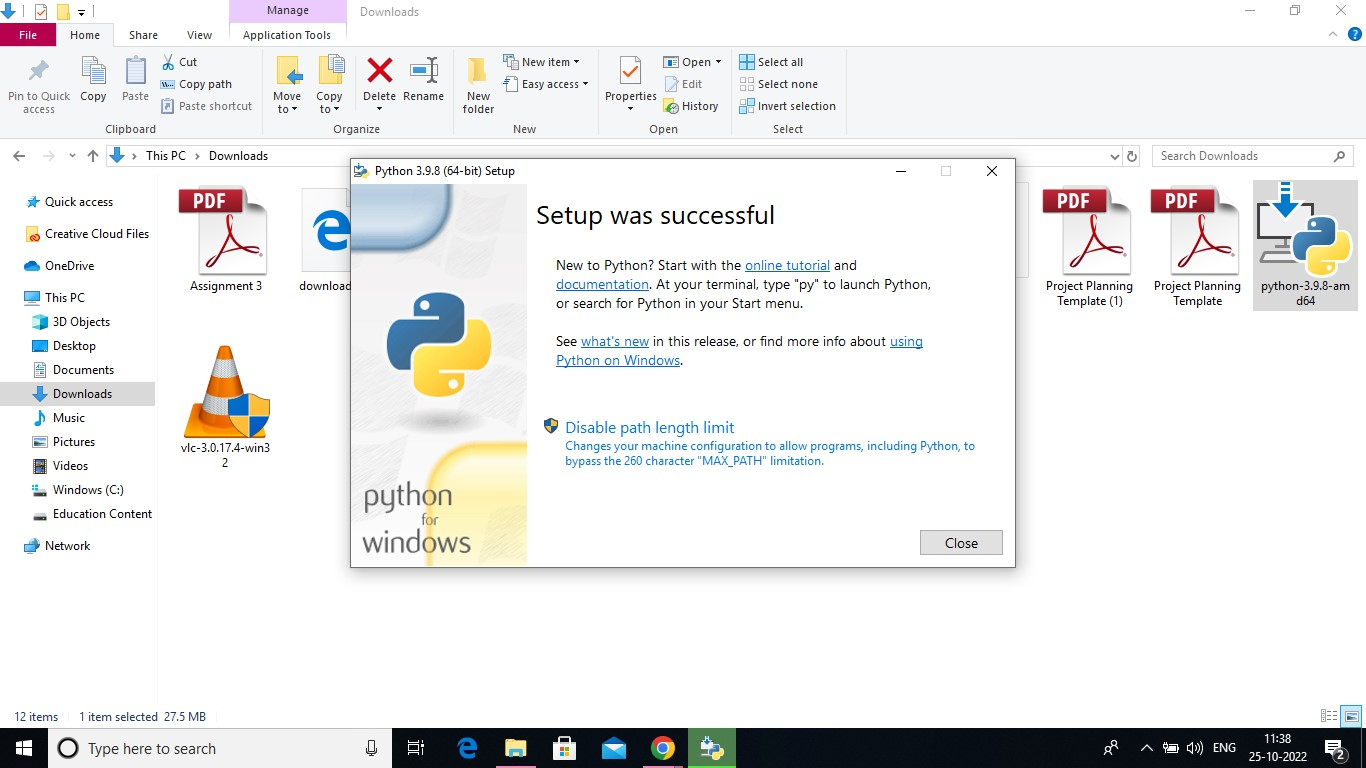 Manage
Downloads
File
Home
Share
View
Application Tools
Pin to Quick
access
Copy
Paste
Cut
Copy path
Paste shortcut
Clipboard
Move
to
Copy
to
Delete
Rename
Organize
New
folder
New item
Easy access
New
Properties
Open
Edit
History
Open
Select all
Select none
Invert selection
Select
This PC
Downloads
Search Downloads
Quick access
Creative Cloud Files
OneDrive
This PC
3D Objects
Desktop
Documents
Downloads
Music
Pictures
Videos
Windows (C:)
Education Content
Network
PDF
Assignment 3
download
PDF
Project Planning
Template (1)
PDF
Project Planning
Template
python-3.9.8-am
d64
vlc-3.0.17.4-win3
2
Python 3.9.8 (64-bit) Setup
Setup was successful
New to Python? Start with the online tutorial and
documentation. At your terminal, type "py" to launch Python,
or search for Python in your Start menu.
See what's new in this release, or find more info about using
Python on Windows.
Disable path length limit
Changes your machine configuration to allow programs, including Python, to
bypass the 260 character "MAX_PATH" limitation.
python
for
windows
Close
12 items
1 item selected 27.5 MB
Type here to search
ENG
11:38
25-10-2022
2